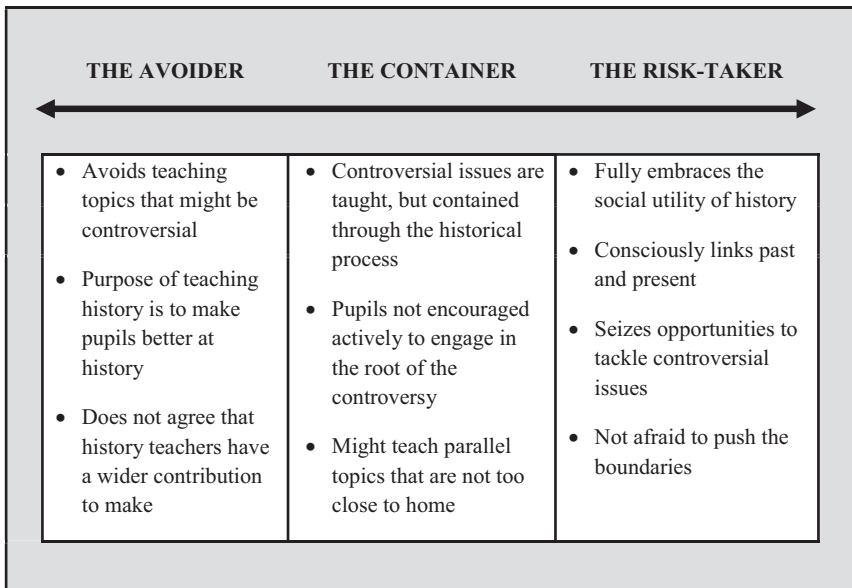 THE AVOIDER
THE CONTAINER
THE RISK-TAKER
• Avoids teaching
topics that might be
controversial
• Purpose of teaching
history is to make
pupils better at
history
• Does not agree that
history teachers have
a wider contribution
to make
• Controversial issues are
taught, but contained
through the historical
process
• Pupils not encouraged
actively to engage in
the root of the
controversy
• Might teach parallel
topics that are not too
close to home
• Fully embraces the
social utility of history
• Consciously links past
and present
• Seizes opportunities to
tackle controversial
issues
• Not afraid to push the
boundaries